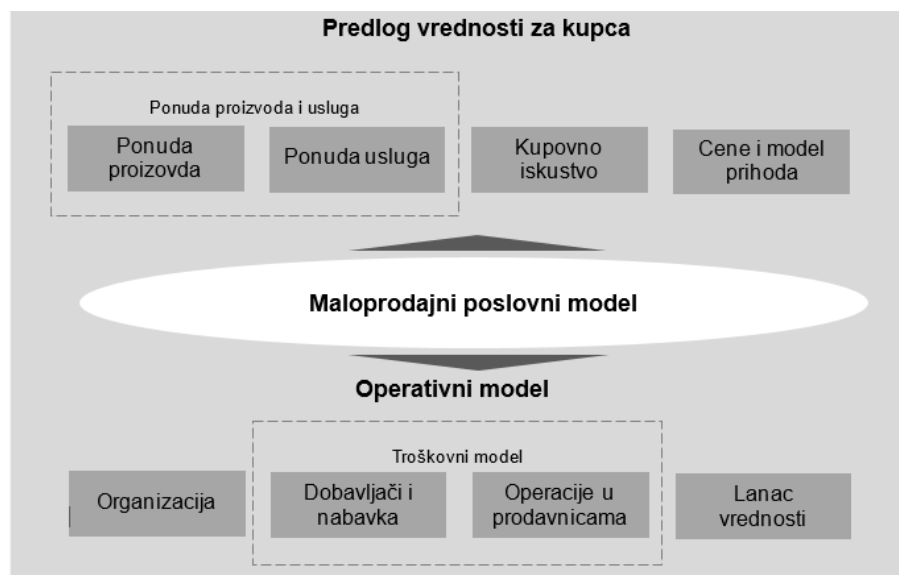 Predlog vrednosti za kupca
Ponuda proizvoda i usluga
Ponuda
proizovda
Ponuda usluga
Kupovno
iskustvo
Cene i model
prihoda
Maloprodajni poslovni model
Operativni model
Troškovni model
Organizacija
Dobavljači i
nabavka
Operacije u
prodavnicama
Lanac
vrednosti